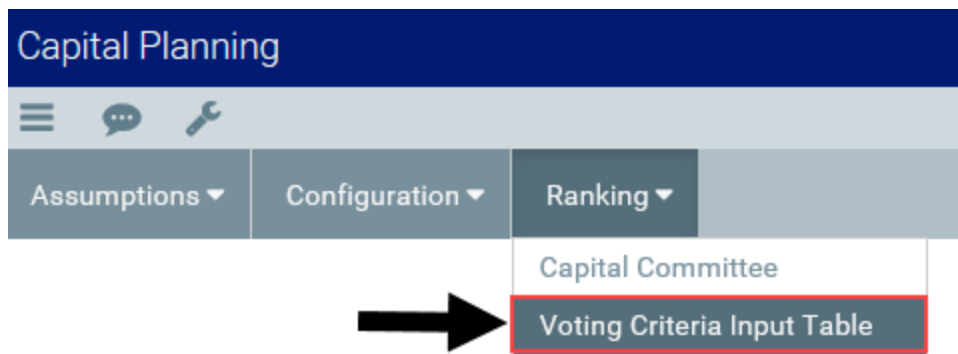 Capital Planning
Assumptions Configuration Ranking
Capital Committee
Voting Criteria Input Table